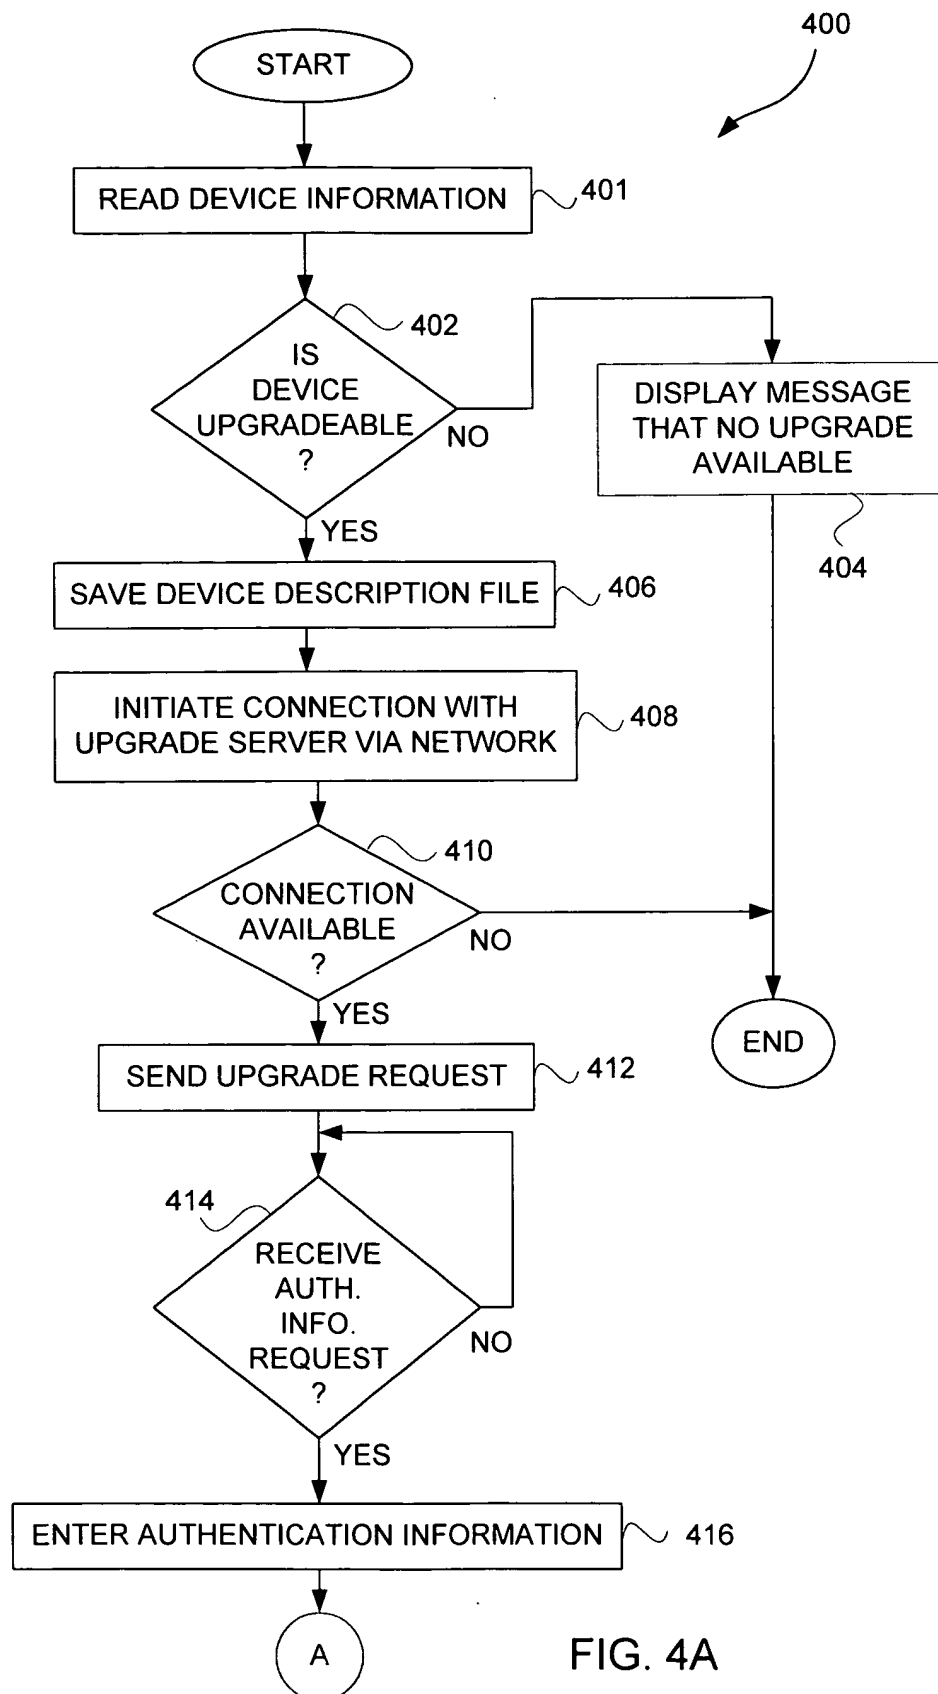 400
START
READ DEVICE INFORMATION
401
402
IS
DEVICE
UPGRADEABLE
?
NO
YES
DISPLAY MESSAGE
THAT NO UPGRADE
AVAILABLE
404
SAVE DEVICE DESCRIPTION FILE
406
INITIATE CONNECTION WITH
UPGRADE SERVER VIA NETWORK
408
410
CONNECTION
AVAILABLE
?
NO
YES
END
SEND UPGRADE REQUEST
412
414
RECEIVE
AUTH.
INFO.
REQUEST
?
NO
YES
ENTER AUTHENTICATION INFORMATION
416
A
FIG. 4A